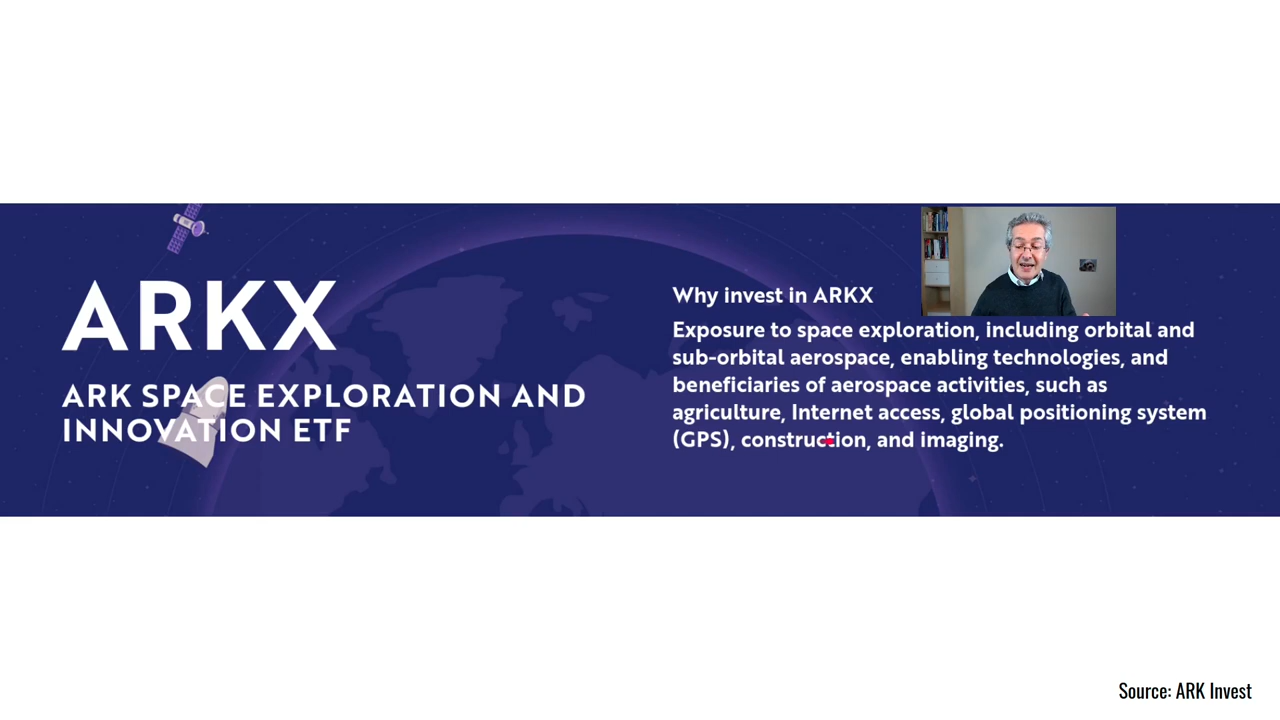 ARKX
ARK SPACE EXPLORATION AND
INNOVATION ETF
Why invest in ARKX
Exposure to space exploration, including orbital and
sub-orbital aerospace, enabling technologies, and
beneficiaries of aerospace activities, such as
agriculture, Internet access, global positioning system
(GPS), construction, and imaging.
Source: ARK Invest